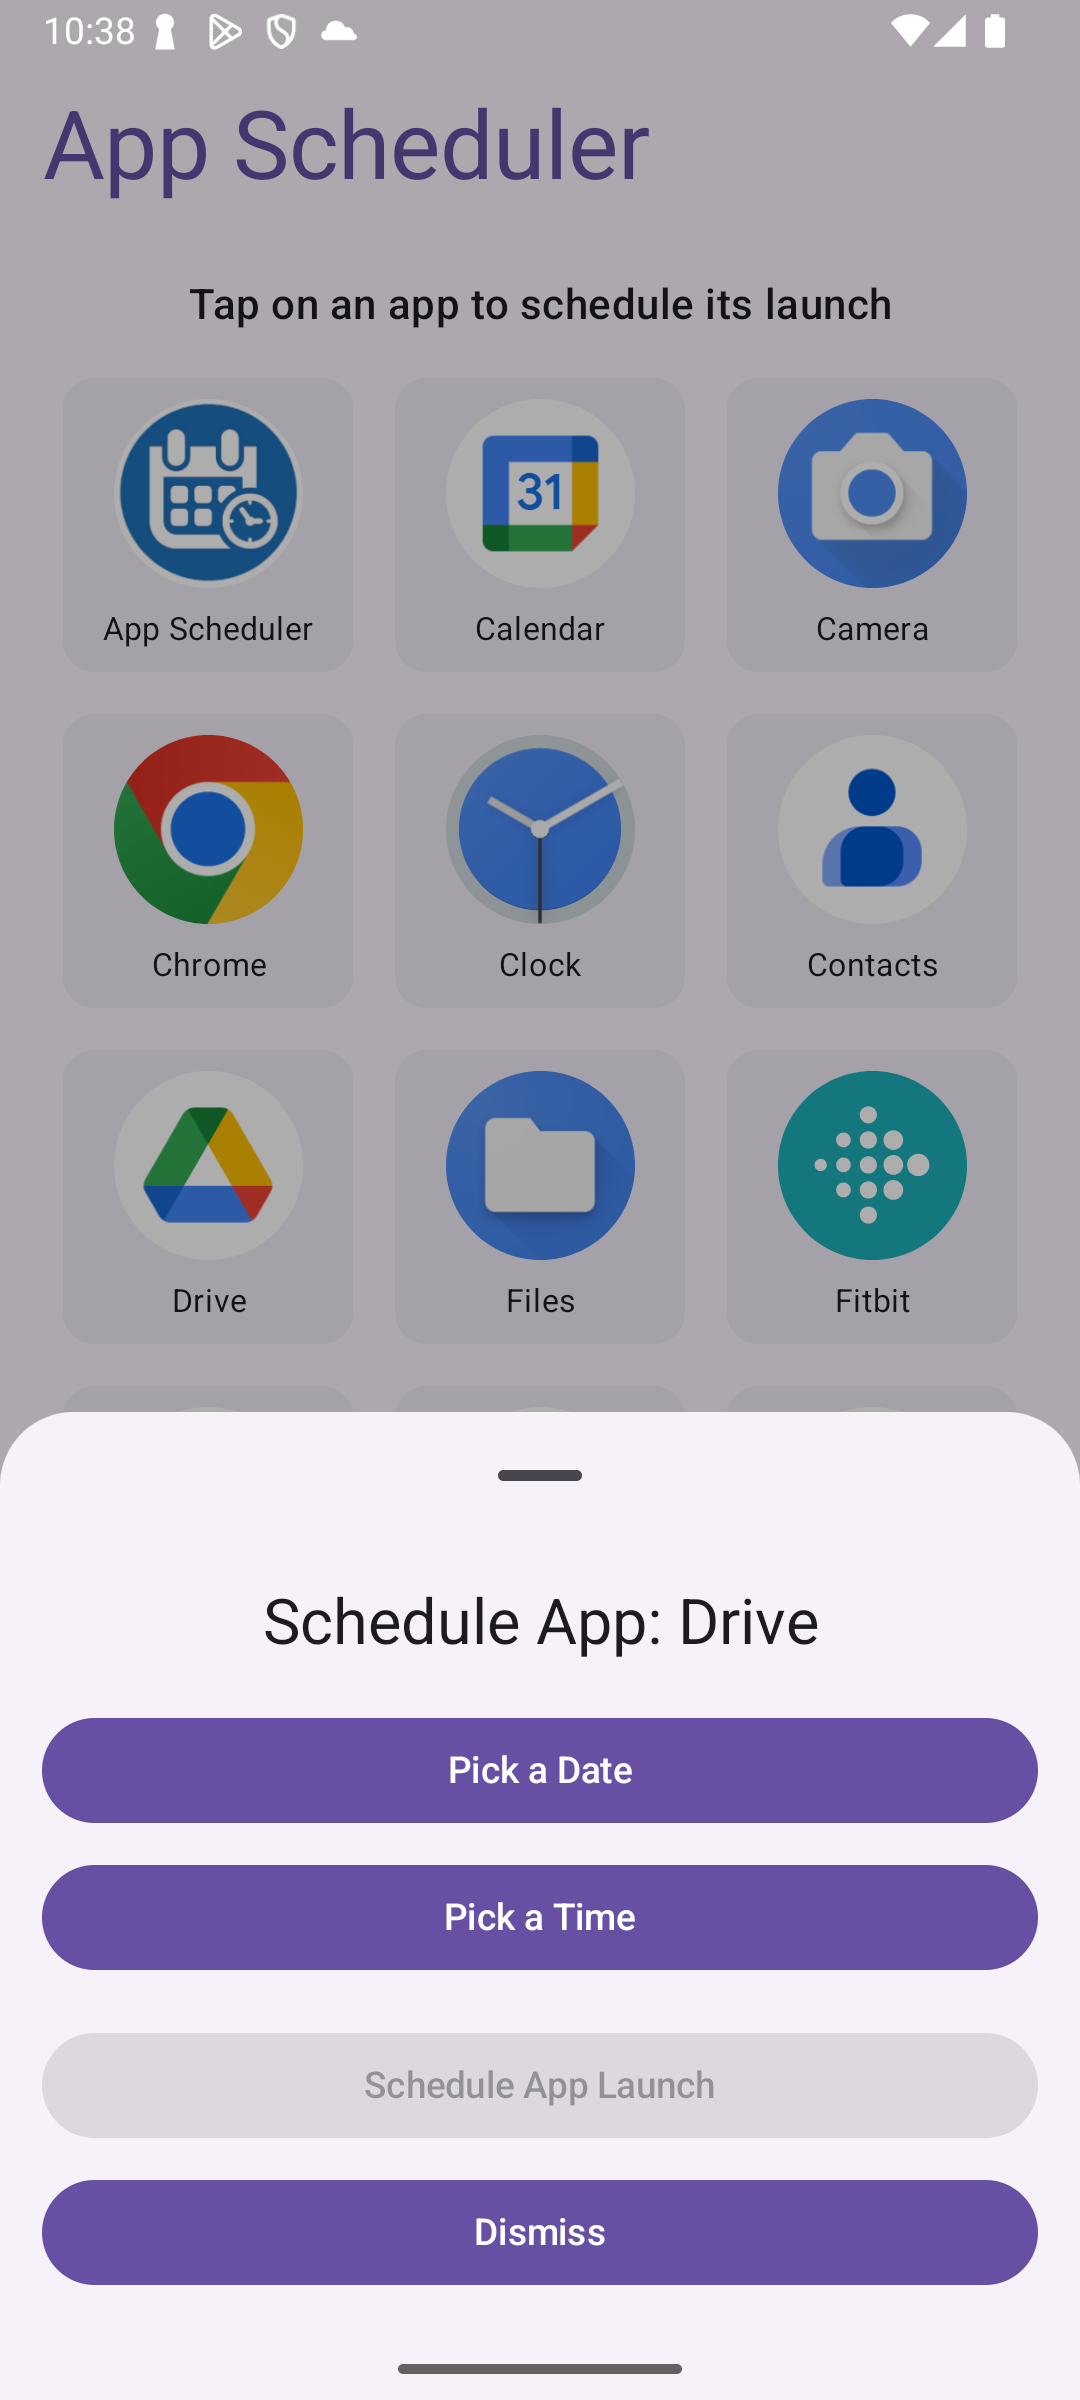 10:38
App Scheduler
Tap on an app to schedule its launch
31
App Scheduler
Calendar
Camera
Chrome
Clock
Contacts
Drive
Files
Fitbit
Schedule App: Drive
Pick a Date
Pick a Time
Schedule App Launch
Dismiss